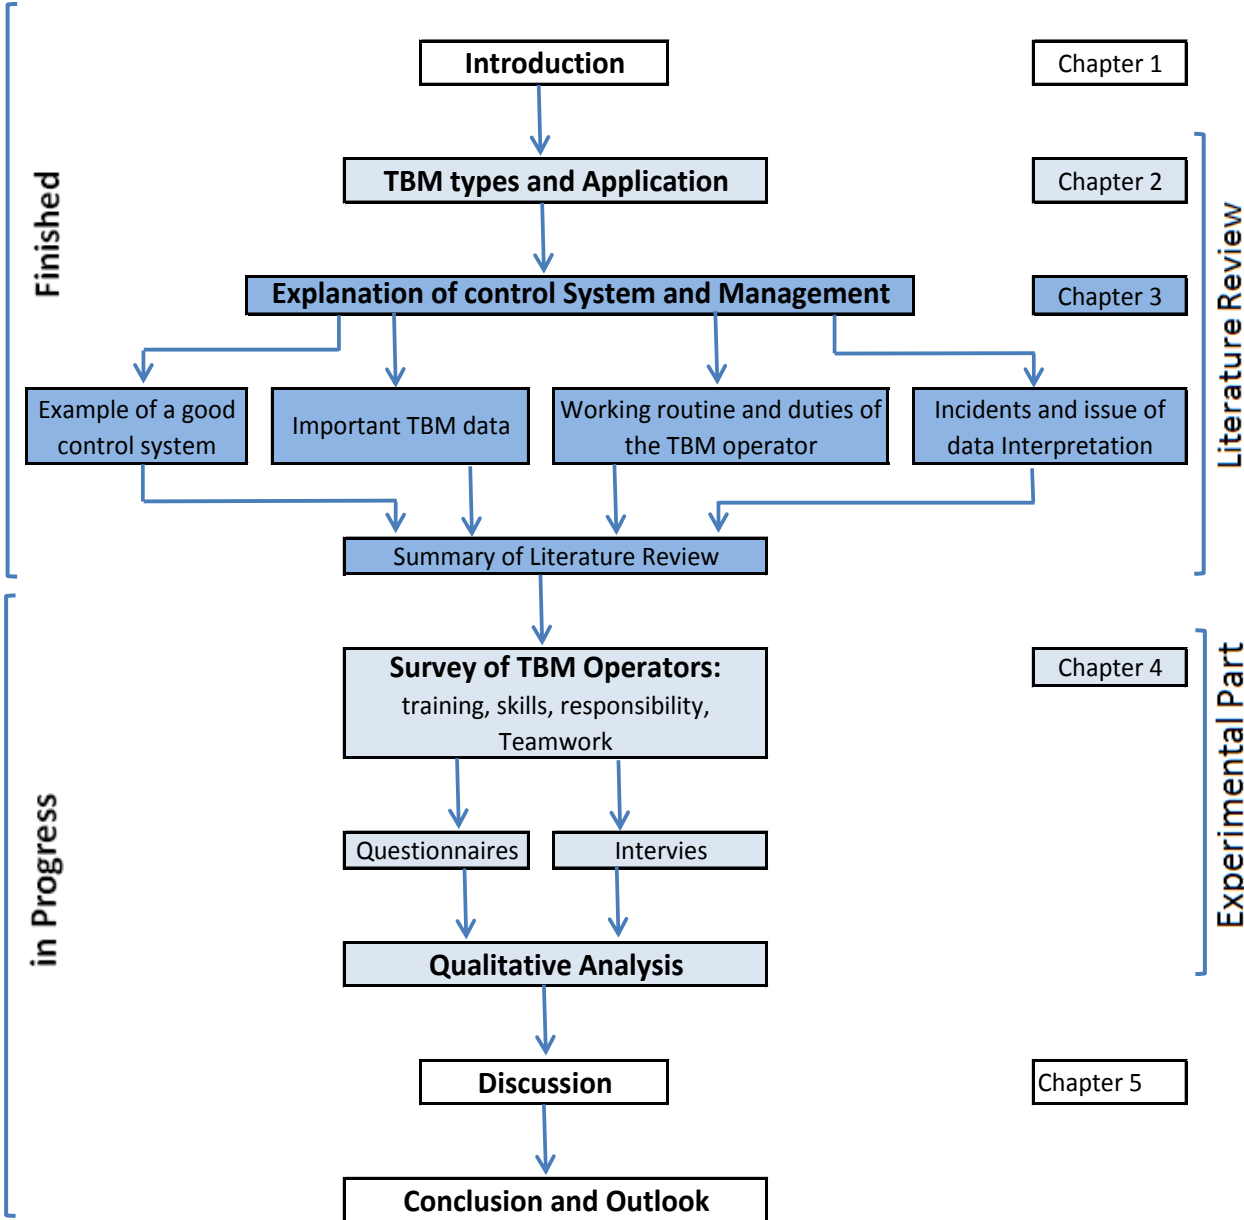 Introduction
Chapter 1
TBM types and Application
Chapter 2
Explanation of control System and Management
Chapter 3
Example of a good
control system
Important TBM data
Working routine and duties of
the TBM operator
Incidents and issue of
data Interpretation
Summary of Literature Review
Finished
Literature Review
Survey of TBM Operators:
training, skills, responsibility,
Teamwork
Chapter 4
Questionnaires
Intervies
Qualitative Analysis
in Progress
Experimental Part
Discussion
Chapter 5
Conclusion and Outlook